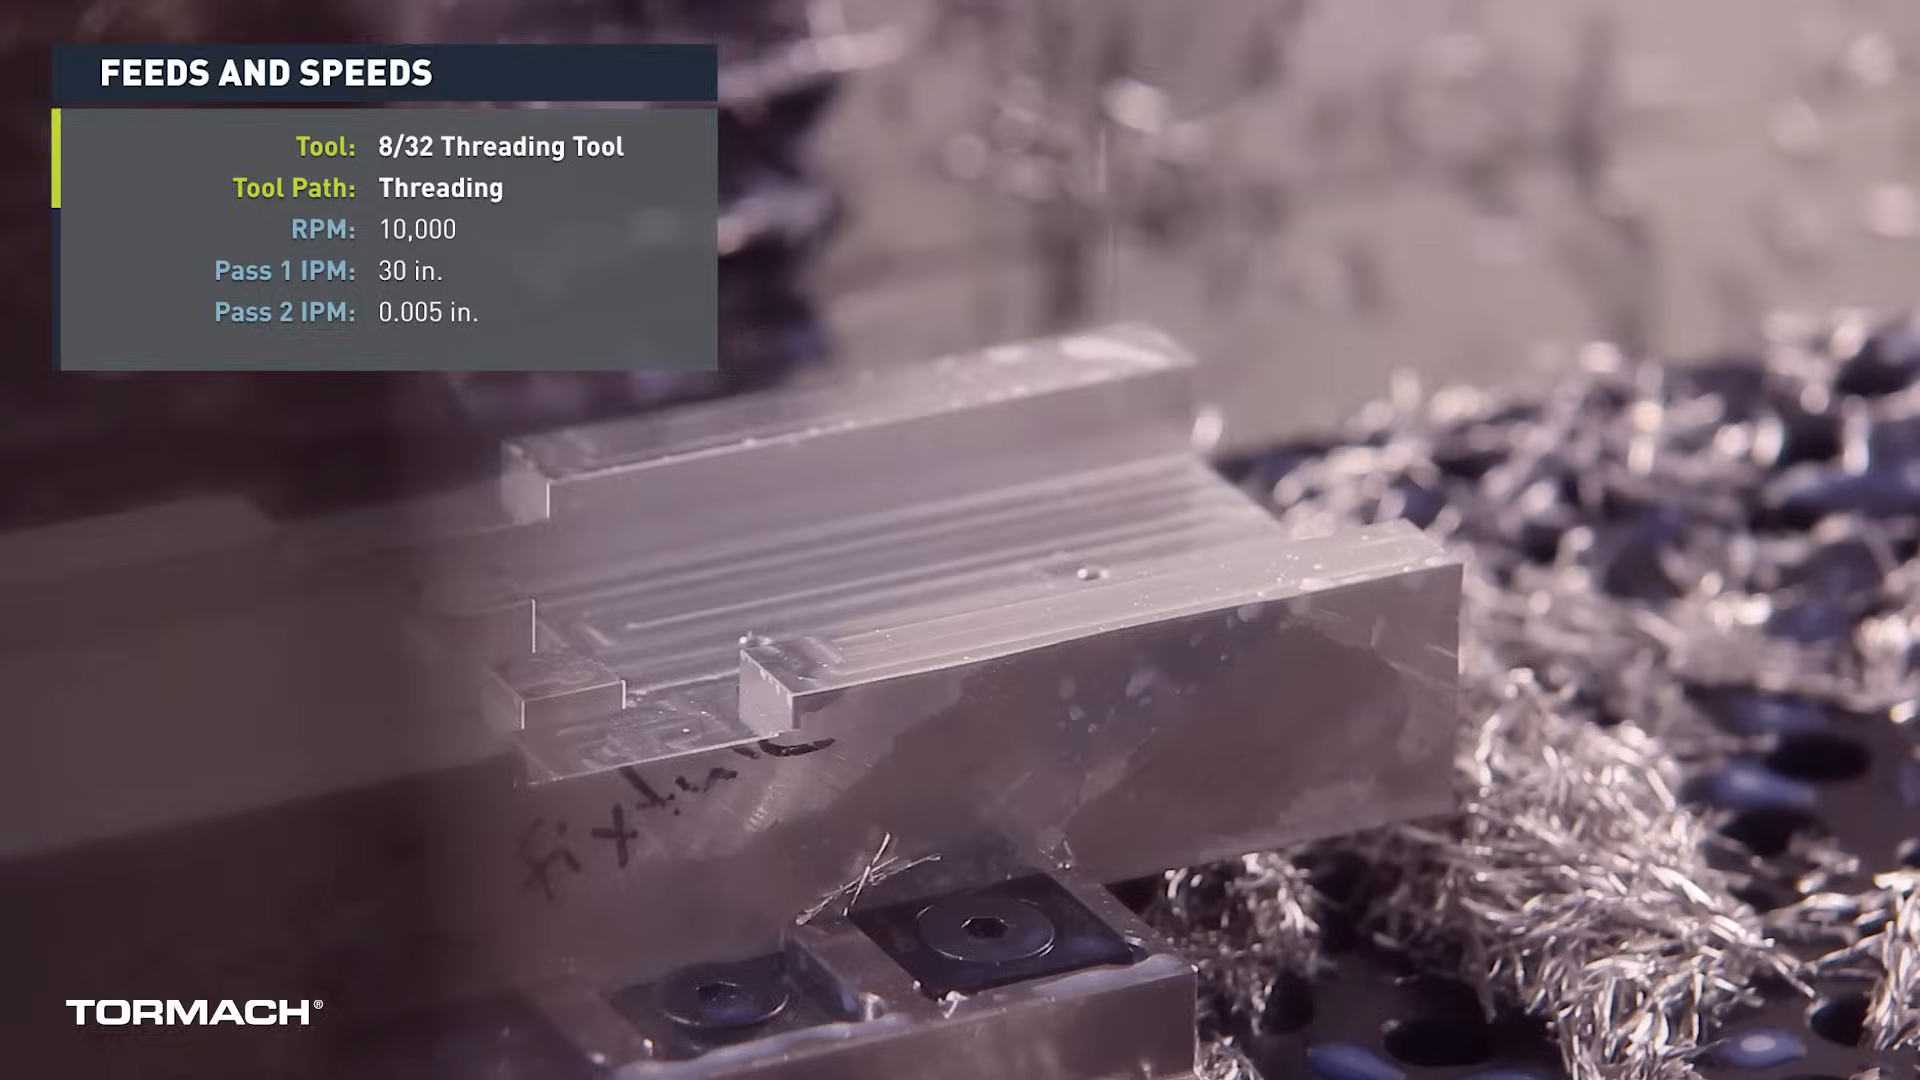 FEEDS AND SPEEDS
Tool: 8/32 Threading Tool
Tool Path: Threading
RPM: 10,000
Pass 1 IPM: 30 in.
Pass 2 IPM: 0.005 in.
fixture
TORMACH®